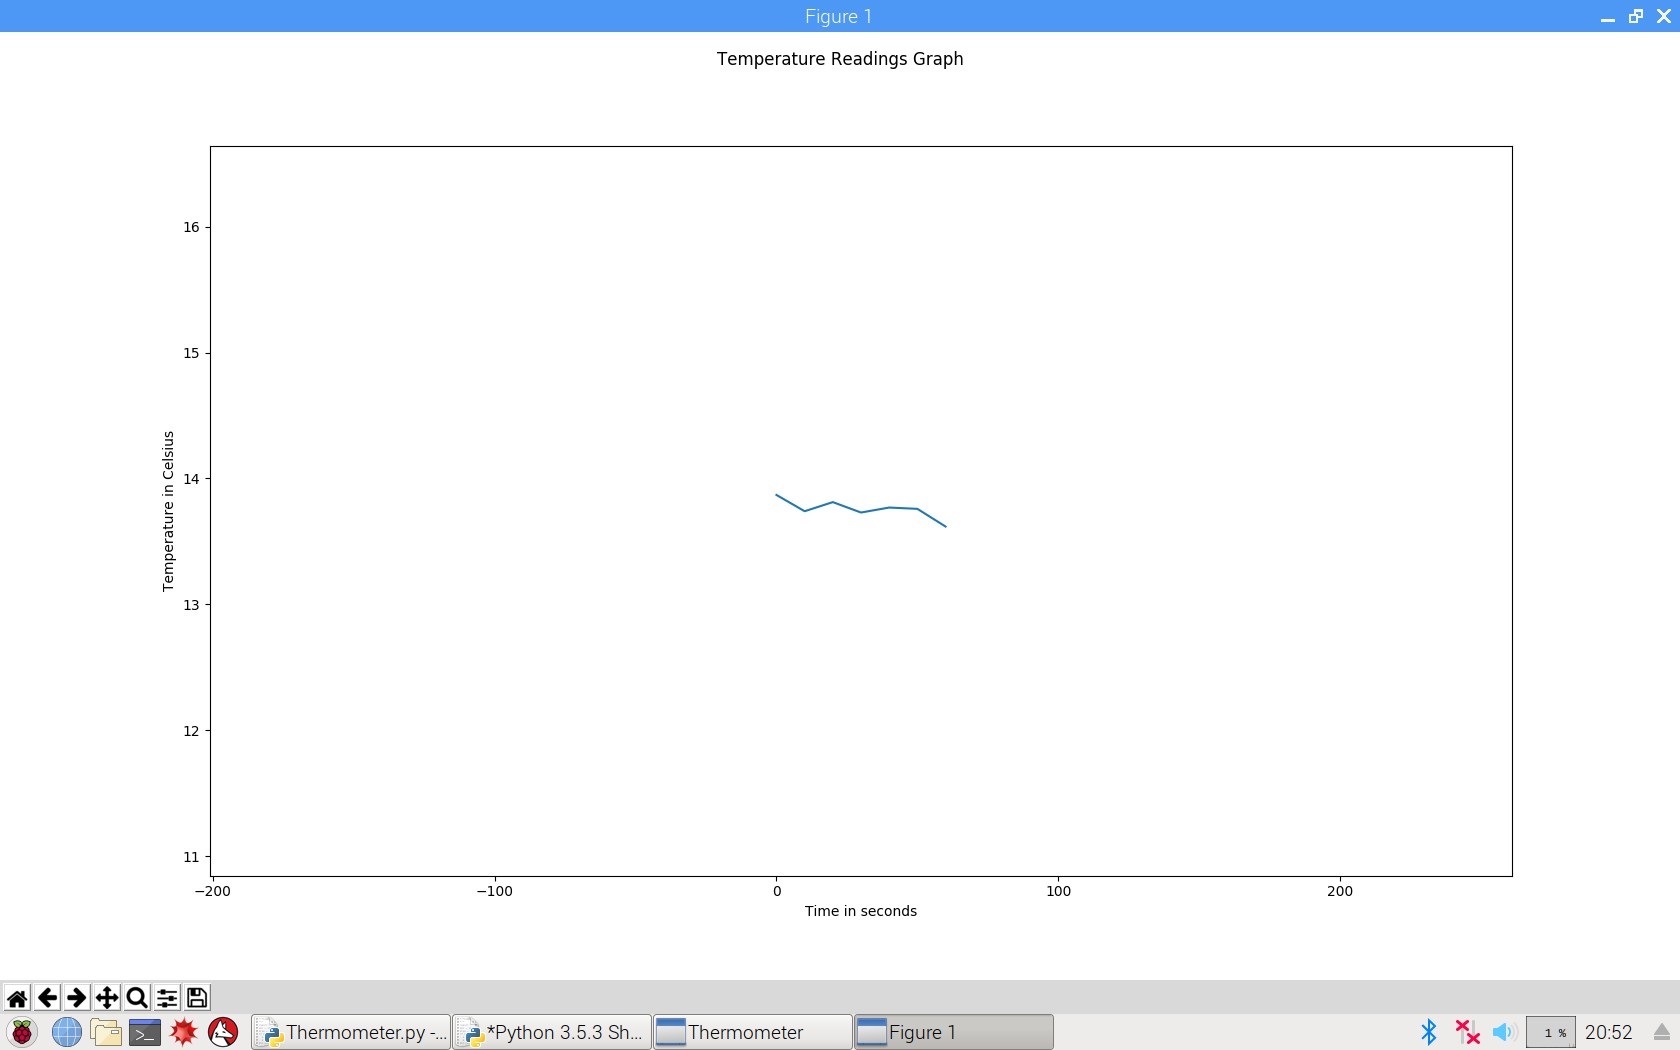 Figure 1
Temperature Readings Graph
16
15
14
13
12
11
Temperature in Celsius
−200 −100 0 100 200
Time in seconds
Thermometer.py -... *Python 3.5.3 Sh... Thermometer Figure 1 1 % 20:52